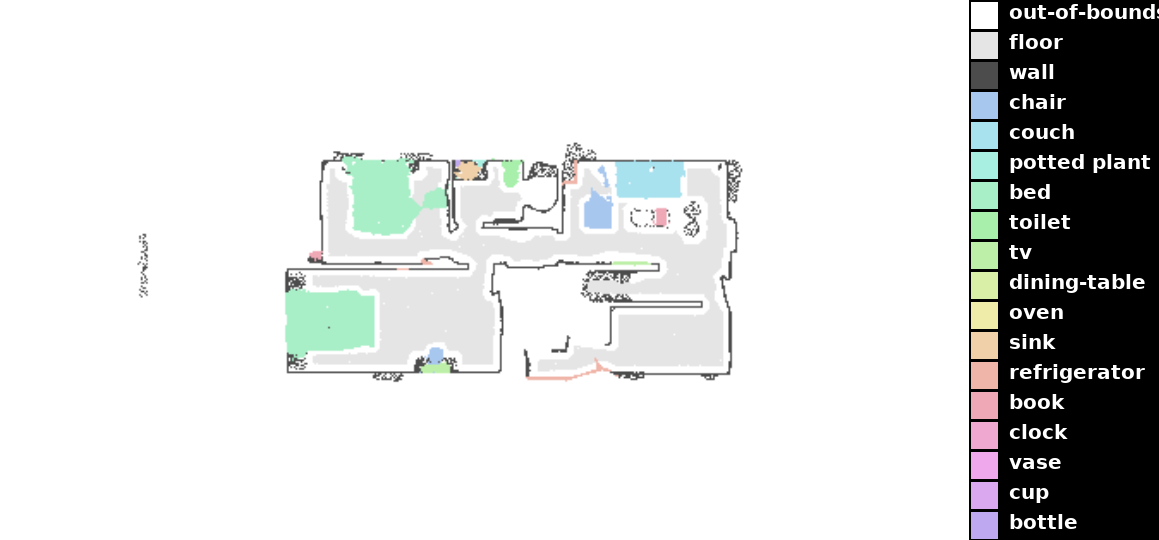 out-of-bounds
floor
wall
chair
couch
potted plant
bed
toilet
tv
dining-table
oven
sink
refrigerator
book
clock
vase
cup
bottle